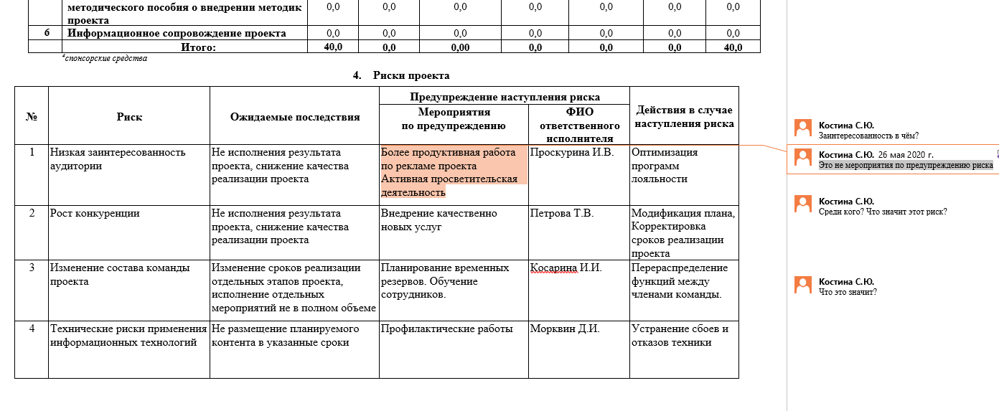 методического пособия о внедрении методик
проекта
0,0 0,0 0,0 0,0 0,0 0,0 0,0
6 Информационное сопровождение проекта 0,0 0,0 0,0 0,0 0,0 0,0 0,0
Итого: 40,0 0,0 0,00 0,0 0,0 0,0 40,0
*спонсорские средства
4. Риски проекта
№
Риск
Ожидаемые последствия
Предупреждение наступления риска
Мероприятия
по предупреждению
ФИО
ответственного
исполнителя
Действия в случае
наступления риска
1
Низкая заинтересованность
аудитории
Не исполнения результата
проекта, снижение качества
реализации проекта
Более продуктивная работа
по рекламе проекта
Активная просветительская
деятельность
Проскурина И.В.
Оптимизация
программ
лояльности
2
Рост конкуренции
Не исполнения результата
проекта, снижение качества
реализации проекта
Внедрение качественно
новых услуг
Петрова Т.В.
Модификация плана,
Корректировка
сроков реализации
проекта
3
Изменение состава команды
проекта
Изменение сроков реализации
отдельных этапов проекта,
исполнение отдельных
мероприятий не в полном объеме
Планирование временных
резервов. Обучение
сотрудников.
Косарина И.И.
Перераспределение
функций между
членами команды.
4
Технические риски применения
информационных технологий
Не размещение планируемого
контента в указанные сроки
Профилактические работы
Морквин Д.И.
Устранение сбоев и
отказов техники
Костина С.Ю.
Заинтересованность в чём?
Костина С.Ю. 26 мая 2020 г.
Это не мероприятия по предупреждению риска
Костина С.Ю.
Среди кого? Что значит этот риск?
Костина С.Ю.
Что это значит?